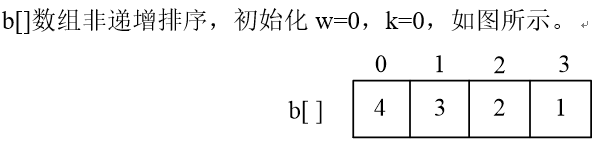 b[]数组非递增排序，初始化 w=0，k=0，如图所示。
0 1 2 3
b[ ] 4 3 2 1